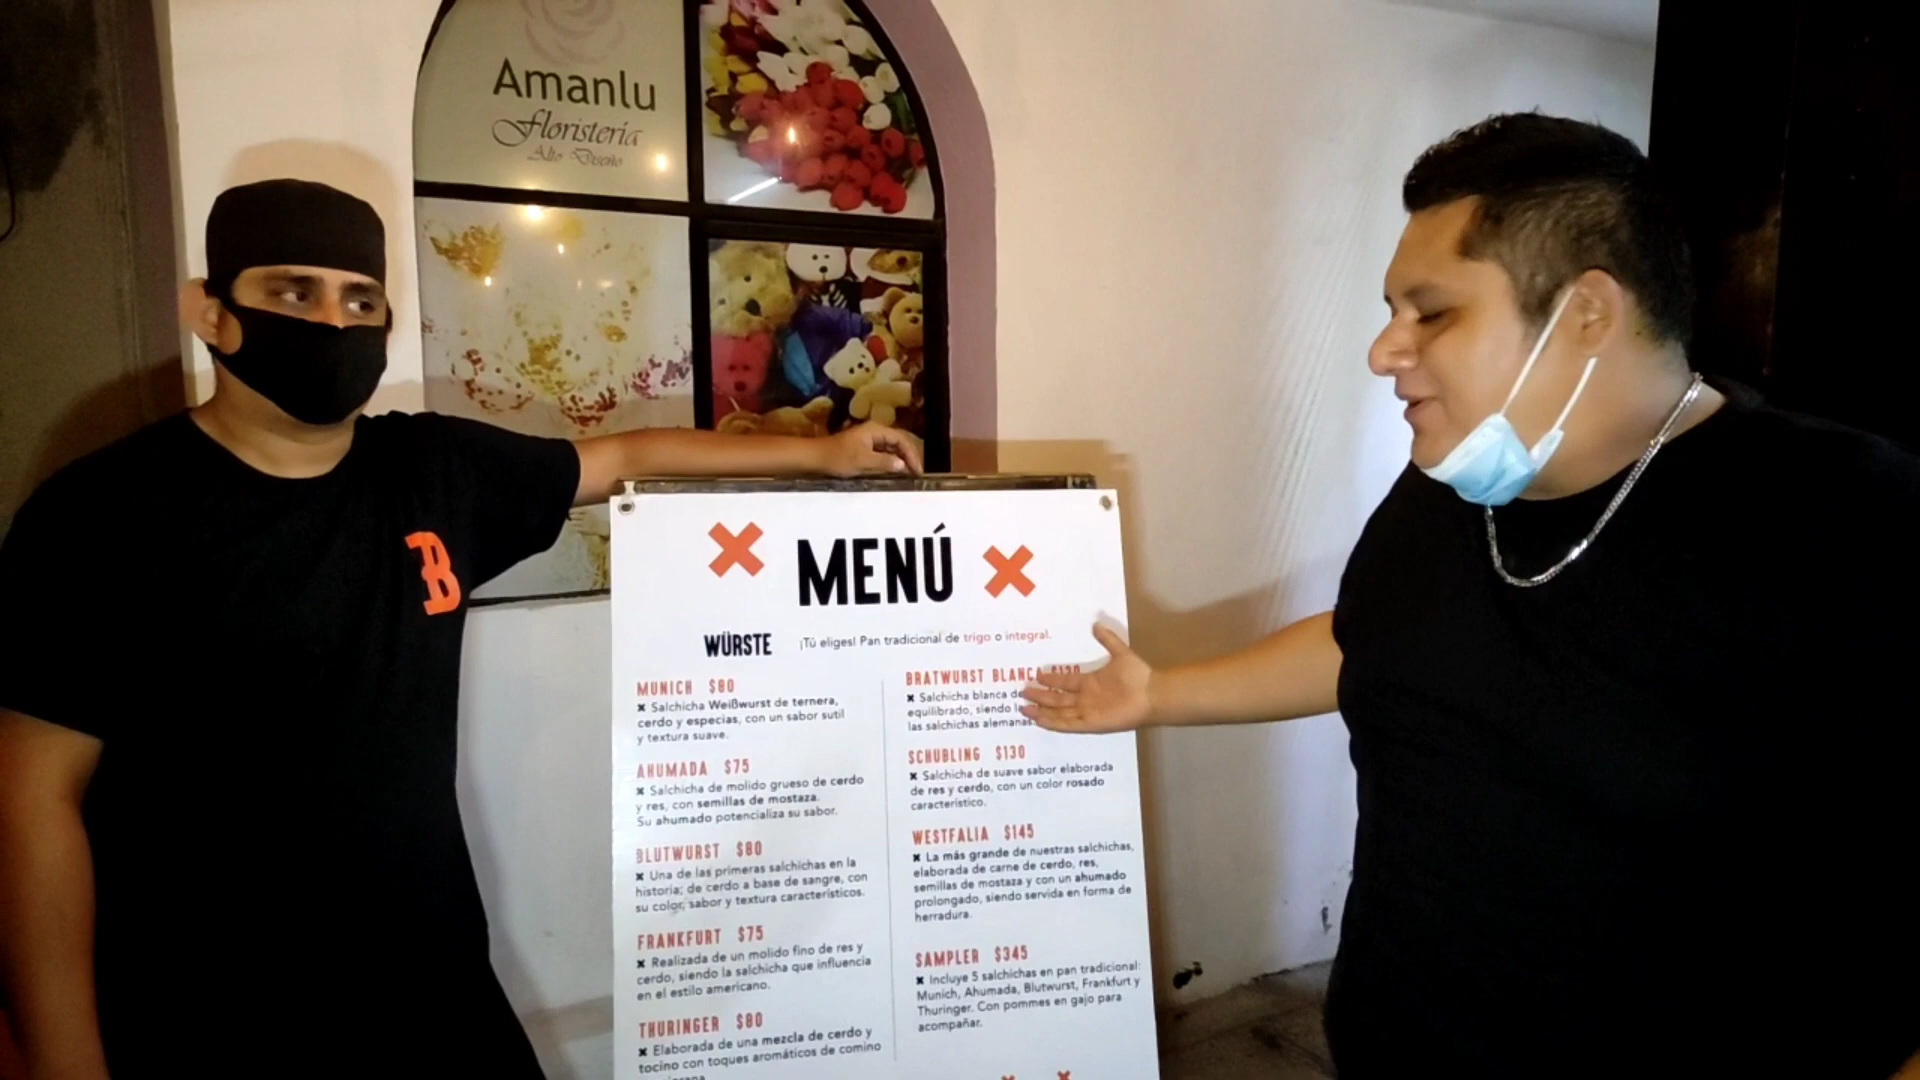 Amanlu
Floristería
Alto Diseño
B
MENÚ
WÜRSTE
¡Tú eliges! Pan tradicional de trigo o integral.
MUNICH $80
✖ Salchicha Weißwurst de ternera,
cerdo y especias, con un sabor sutil
y textura suave.
AHUMADA $75
✖ Salchicha de molido grueso de cerdo
y res, con semillas de mostaza.
Su ahumado potencializa su sabor.
BLUTWURST $80
✖ Una de las primeras salchichas en la
historia; de cerdo a base de sangre, con
su color, sabor y textura característicos.
FRANKFURT $75
✖ Realizada de un molido fino de res y
cerdo, siendo la salchicha que influencia
en el estilo americano.
THURINGER $80
✖ Elaborada de una mezcla de cerdo y
tocino con toques aromáticos de comino
BRATWURST BLANCA
✖ Salchicha blanca de
equilibrado, siendo
las salchichas alemanas
SCHUBLING $130
✖ Salchicha de suave sabor elaborada
de res y cerdo, con un color rosado
característico.
WESTFALIA $145
✖ La más grande de nuestras salchichas,
elaborada de carne de cerdo, res,
semillas de mostaza y con un ahumado
prolongado, siendo servida en forma de
herradura.
SAMPLER $345
✖ Incluye 5 salchichas en pan tradicional:
Munich, Ahumada, Blutwurst, Frankfurt y
Thuringer. Con pommes en gajo para
acompañar.